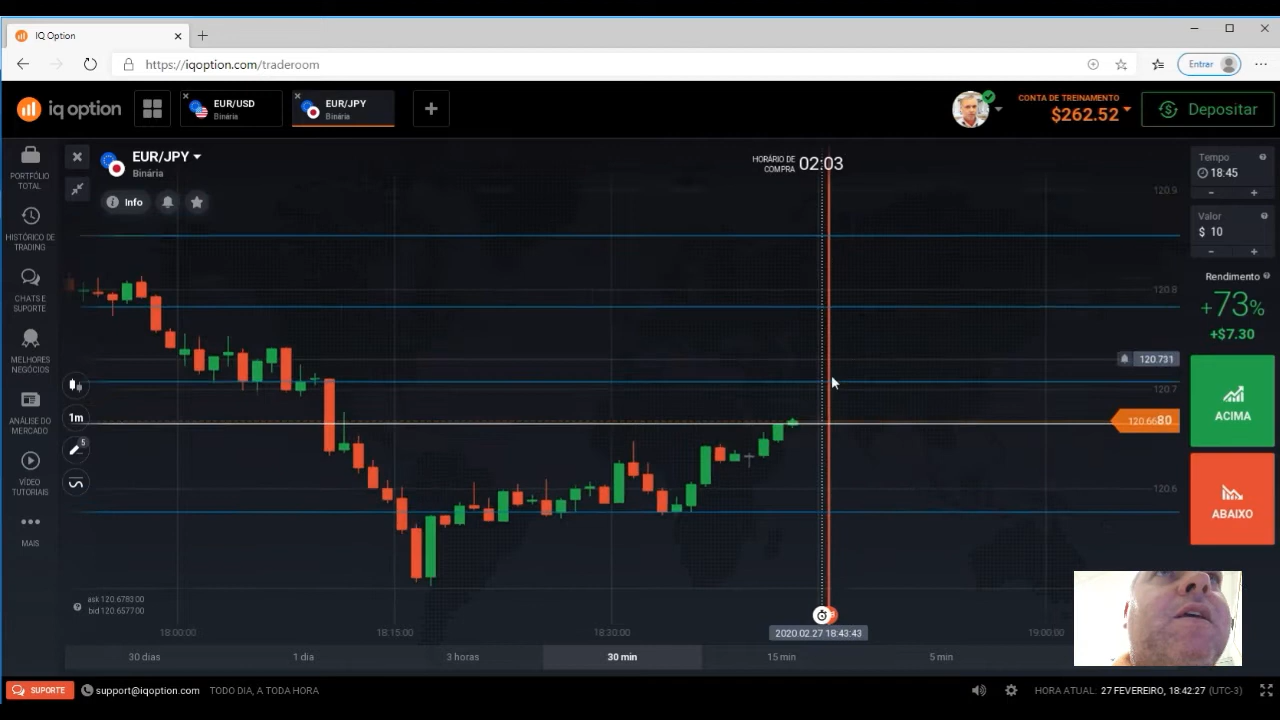 IQ Option
https://iqoption.com/traderoom
Entrar
iq option
EUR/USD
Binária
EUR/JPY
Binária
CONTA DE TREINAMENTO
$262.52
Depositar
PORTFÓLIO
TOTAL
HISTÓRICO DE
TRADING
CHATS E
SUPORTE
MELHORES
NEGÓCIOS
ANÁLISE DO
MERCADO
VÍDEO
TUTORIAIS
MAIS
EUR/JPY
Binária
Info
HORÁRIO DE
COMPRA
02:03
1m
5
120.9
120.8
120.731
120.7
120.6680
120.6
Tempo
18:45
-
+
Valor
$ 10
-
+
Rendimento
+73%
+$7.30
ACIMA
ABAIXO
ask 120.678300
bid 120.657700
18:00:00
18:15:00
18:30:00
2020.02.27 18:43:43
19:00:00
30 dias
1 dia
3 horas
30 min
15 min
5 min
SUPORTE
support@iqoption.com
TODO DIA, A TODA HORA
HORA ATUAL: 27 FEVEREIRO, 18:42:27 (UTC-3)